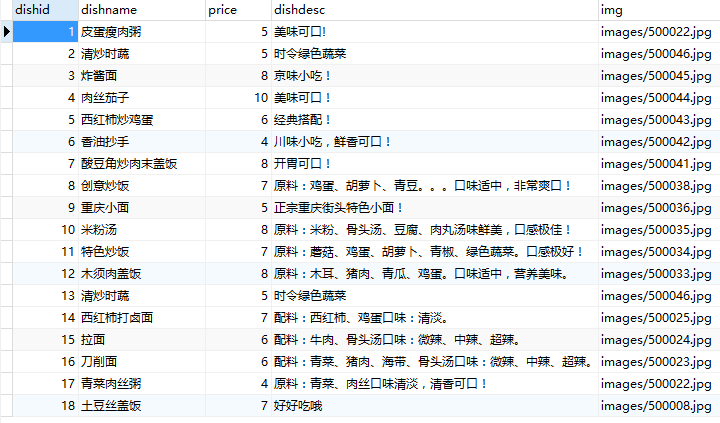 dishid dishname price dishdesc img
1 皮蛋瘦肉粥 5 美味可口! images/500022.jpg
2 清炒时蔬 5 时令绿色蔬菜 images/500046.jpg
3 炸酱面 8 京味小吃！ images/500045.jpg
4 肉丝茄子 10 美味可口！ images/500044.jpg
5 西红柿炒鸡蛋 6 经典搭配！ images/500043.jpg
6 香油抄手 4 川味小吃，鲜香可口！ images/500042.jpg
7 酸豆角炒肉末盖饭 8 开胃可口！ images/500041.jpg
8 创意炒饭 7 原料：鸡蛋、胡萝卜、青豆。。。口味适中，非常爽口！ images/500038.jpg
9 重庆小面 5 正宗重庆街头特色小面！ images/500036.jpg
10 米粉汤 8 原料：米粉、骨头汤、豆腐、肉丸汤味鲜美，口感极佳！ images/500035.jpg
11 特色炒饭 7 原料：蘑菇、鸡蛋、胡萝卜、青椒、绿色蔬菜。口感极好！ images/500034.jpg
12 木须肉盖饭 8 原料：木耳、猪肉、青瓜、鸡蛋。口味适中，营养美味。 images/500033.jpg
13 清炒时蔬 5 时令绿色蔬菜 images/500046.jpg
14 西红柿打卤面 7 配料：西红柿、鸡蛋口味：清淡。 images/500025.jpg
15 拉面 6 配料：牛肉、骨头汤口味：微辣、中辣、超辣。 images/500024.jpg
16 刀削面 6 配料：青菜、猪肉、海带、骨头汤口味：微辣、中辣、超辣。 images/500023.jpg
17 青菜肉丝粥 4 原料：青菜、肉丝口味清淡，清香可口！ images/500022.jpg
18 土豆丝盖饭 7 好好吃哦 images/500008.jpg